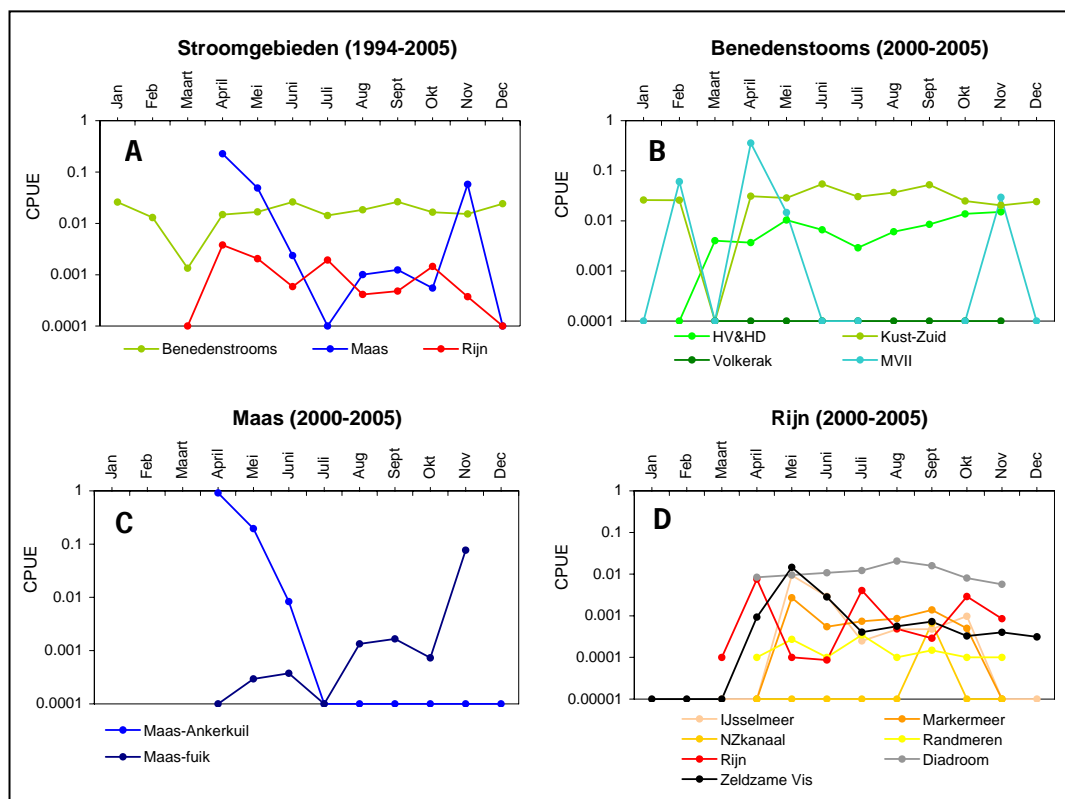 Stroomgebieden (1994-2005)
Jan Feb Maart April Mei Juni Juli Aug Sept Okt Nov Dec
A
CPUE
1
0.1
0.01
0.001
0.0001
Benedenstrooms Maas Rijn
Benedenstooms (2000-2005)
Jan Feb Maart April Mei Juni Juli Aug Sept Okt Nov Dec
B
CPUE
1
0.1
0.01
0.001
0.0001
HV&HD Kust-Zuid
Volkerak MVII
Maas (2000-2005)
Jan Feb Maart April Mei Juni Juli Aug Sept Okt Nov Dec
C
CPUE
1
0.1
0.01
0.001
0.0001
Maas-Ankerkuil
Maas-fuik
Rijn (2000-2005)
Jan Feb Maart April Mei Juni Juli Aug Sept Okt Nov Dec
D
CPUE
1
0.1
0.01
0.001
0.0001
0.00001
IJsselmeer Markermeer
NZkanaal Randmeren
Rijn Diadroom
Zeldzame Vis